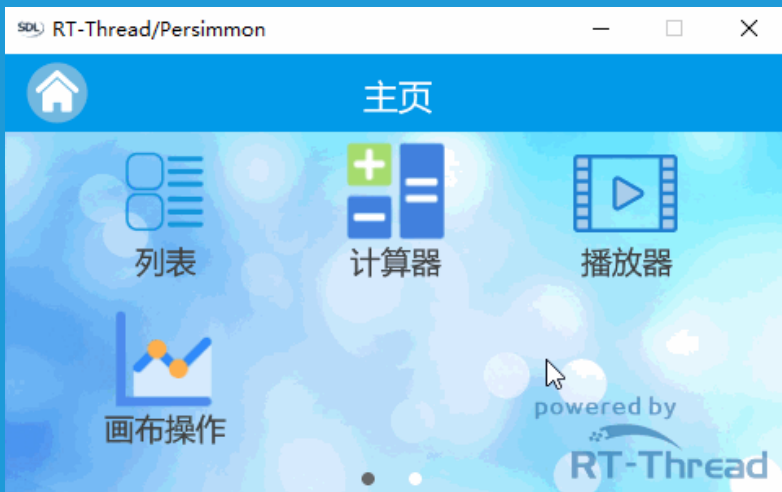 SDL RT-Thread/Persimmon
主页
列表
计算器
播放器
画布操作
powered by
RT-Thread